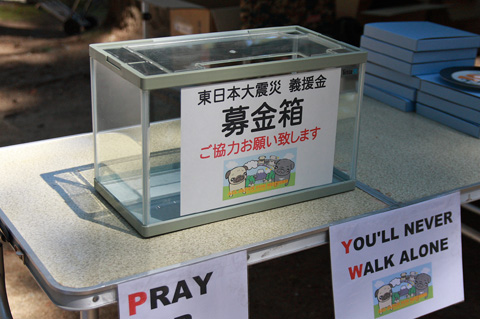 東日本大震災 義援金
募金箱
ご協力お願い致します
PRAY
YOU'LL NEVER
WALK ALONE